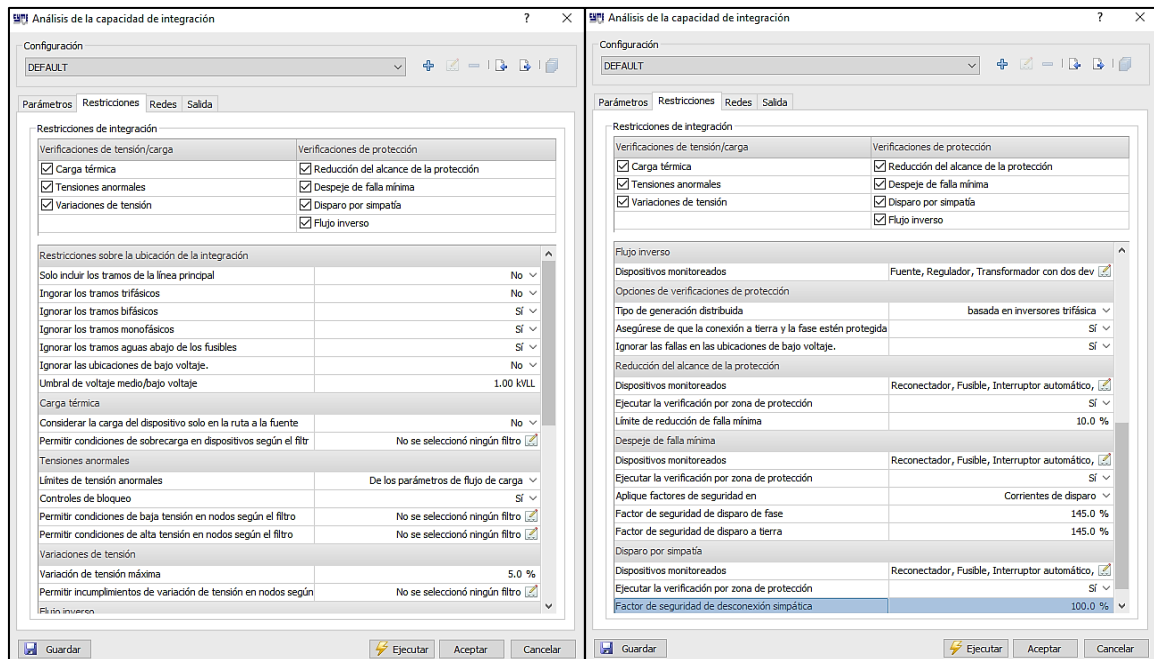 Análisis de la capacidad de integración ? ×
Configuración
DEFAULT
Parámetros Restricciones Redes Salida
Restricciones de integración
Verificaciones de tensión/carga Verificaciones de protección
Carga térmica Reducción del alcance de la protección
Tensiones anormales Despeje de falla mínima
Variaciones de tensión Disparo por simpatía
Flujo inverso
Restricciones sobre la ubicación de la integración
Solo incluir los tramos de la línea principal No
Ingorar los tramos trifásicos No
Ignorar los tramos bifásicos Sí
Ignorar los tramos monofásicos Sí
Ignorar los tramos aguas abajo de los fusibles Sí
Ignorar las ubicaciones de bajo voltaje. No
Umbral de voltaje medio/bajo voltaje 1.00 kVLL
Carga térmica
Considerar la carga del dispositivo solo en la ruta a la fuente No
Permitir condiciones de sobrecarga en dispositivos según el filtr No se seleccionó ningún filtro
Tensiones anormales
Límites de tensión anormales De los parámetros de flujo de carga
Controles de bloqueo Sí
Permitir condiciones de baja tensión en nodos según el filtro No se seleccionó ningún filtro
Permitir condiciones de alta tensión en nodos según el filtro No se seleccionó ningún filtro
Variaciones de tensión
Variación de tensión máxima 5.0 %
Permitir incumplimientos de variación de tensión en nodos según No se seleccionó ningún filtro
Flujo inverso
Guardar Ejecutar Aceptar Cancelar
Análisis de la capacidad de integración ? ×
Configuración
DEFAULT
Parámetros Restricciones Redes Salida
Restricciones de integración
Verificaciones de tensión/carga Verificaciones de protección
Carga térmica Reducción del alcance de la protección
Tensiones anormales Despeje de falla mínima
Variaciones de tensión Disparo por simpatía
Flujo inverso
Flujo inverso
Dispositivos monitoreados Fuente, Regulador, Transformador con dos dev
Opciones de verificaciones de protección
Tipo de generación distribuida basada en inversores trifásica
Asegúrese de que la conexión a tierra y la fase estén protegida Sí
Ignorar las fallas en las ubicaciones de bajo voltaje. Sí
Reducción del alcance de la protección
Dispositivos monitoreados Reconectador, Fusible, Interruptor automático,
Ejecutar la verificación por zona de protección Sí
Límite de reducción de falla mínima 10.0 %
Despeje de falla mínima
Dispositivos monitoreados Reconectador, Fusible, Interruptor automático,
Ejecutar la verificación por zona de protección Sí
Aplique factores de seguridad en Corrientes de disparo
Factor de seguridad de disparo de fase 145.0 %
Factor de seguridad de disparo a tierra 145.0 %
Disparo por simpatía
Dispositivos monitoreados Reconectador, Fusible, Interruptor automático,
Ejecutar la verificación por zona de protección Sí
Factor de seguridad de desconexión simpática 100.0 %
Guardar Ejecutar Aceptar Cancelar